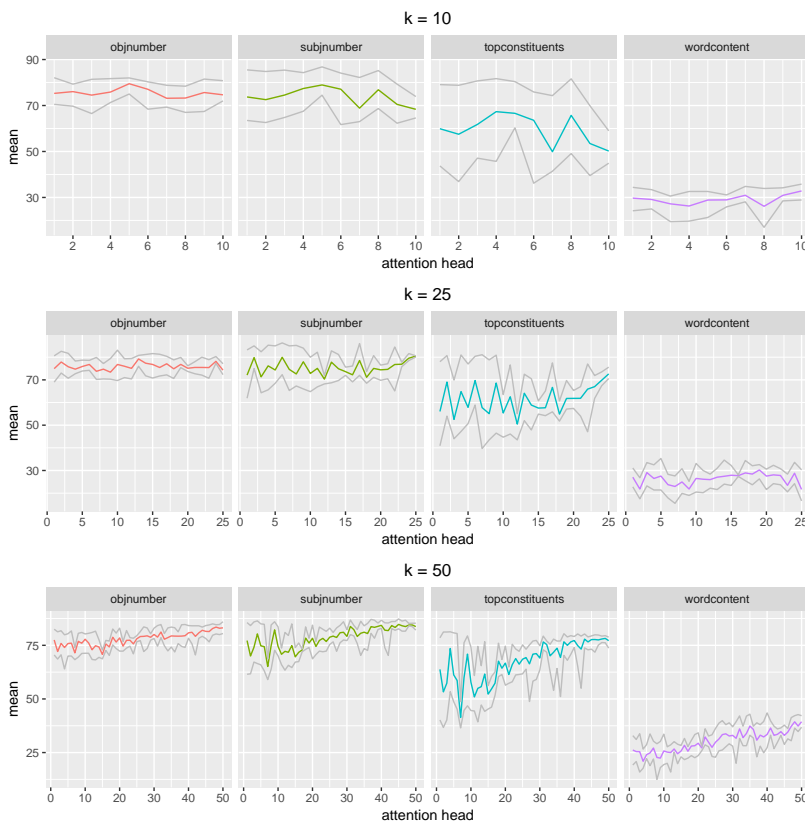 k = 10
objnumber subjnumber topconstituents wordcontent
90
70
50
30
mean
2 4 6 8 10 2 4 6 8 10 2 4 6 8 10 2 4 6 8 10
attention head
k = 25
objnumber subjnumber topconstituents wordcontent
70
50
30
mean
0 5 10 15 20 25 0 5 10 15 20 25 0 5 10 15 20 25 0 5 10 15 20 25
attention head
k = 50
objnumber subjnumber topconstituents wordcontent
75
50
25
mean
0 10 20 30 40 50 0 10 20 30 40 50 0 10 20 30 40 50 0 10 20 30 40 50
attention head